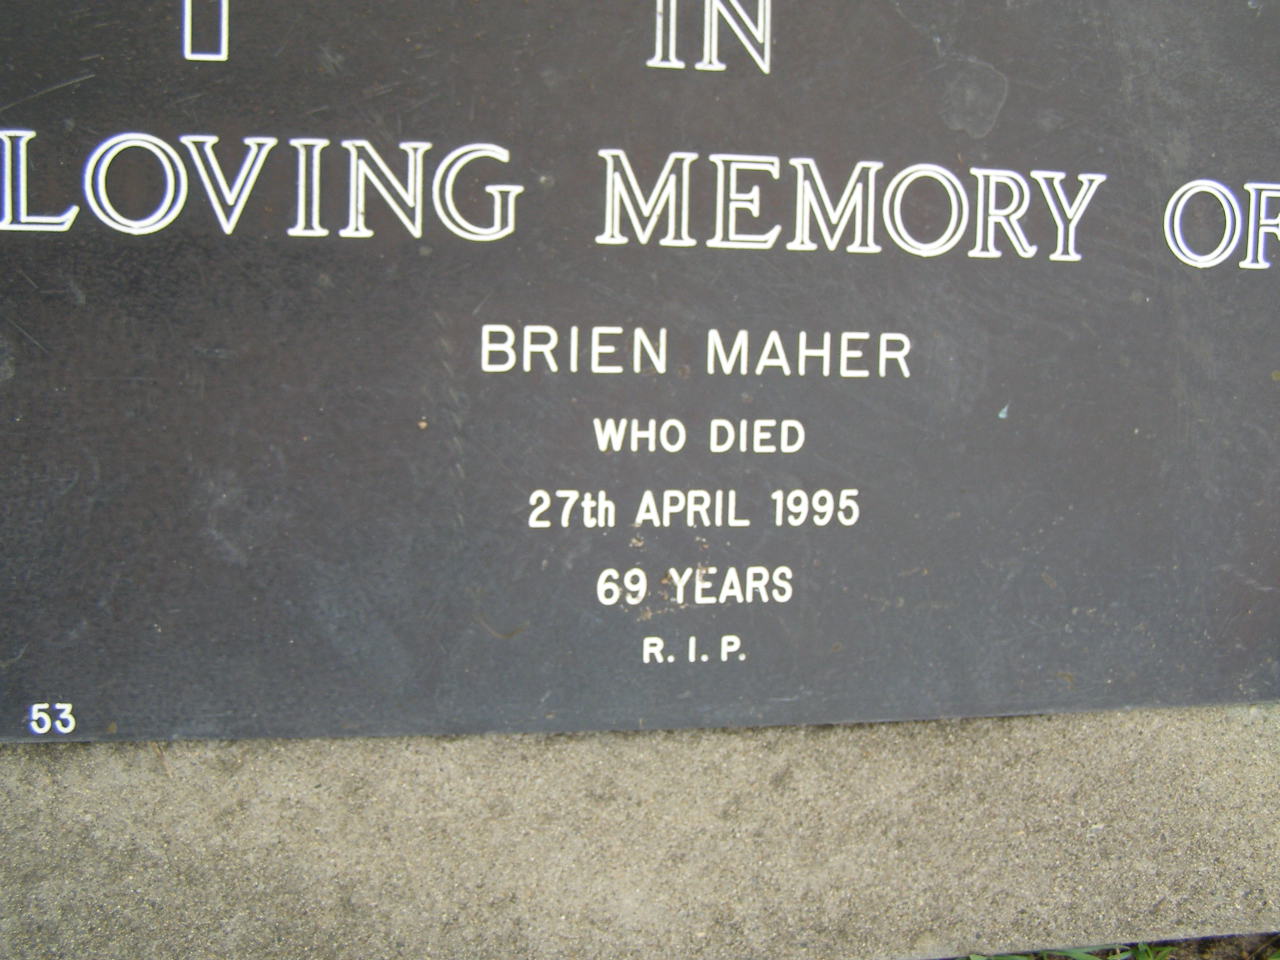 IN
LOVING MEMORY OF
BRIEN MAHER
WHO DIED
27th APRIL 1995
69 YEARS
R. I. P.
53